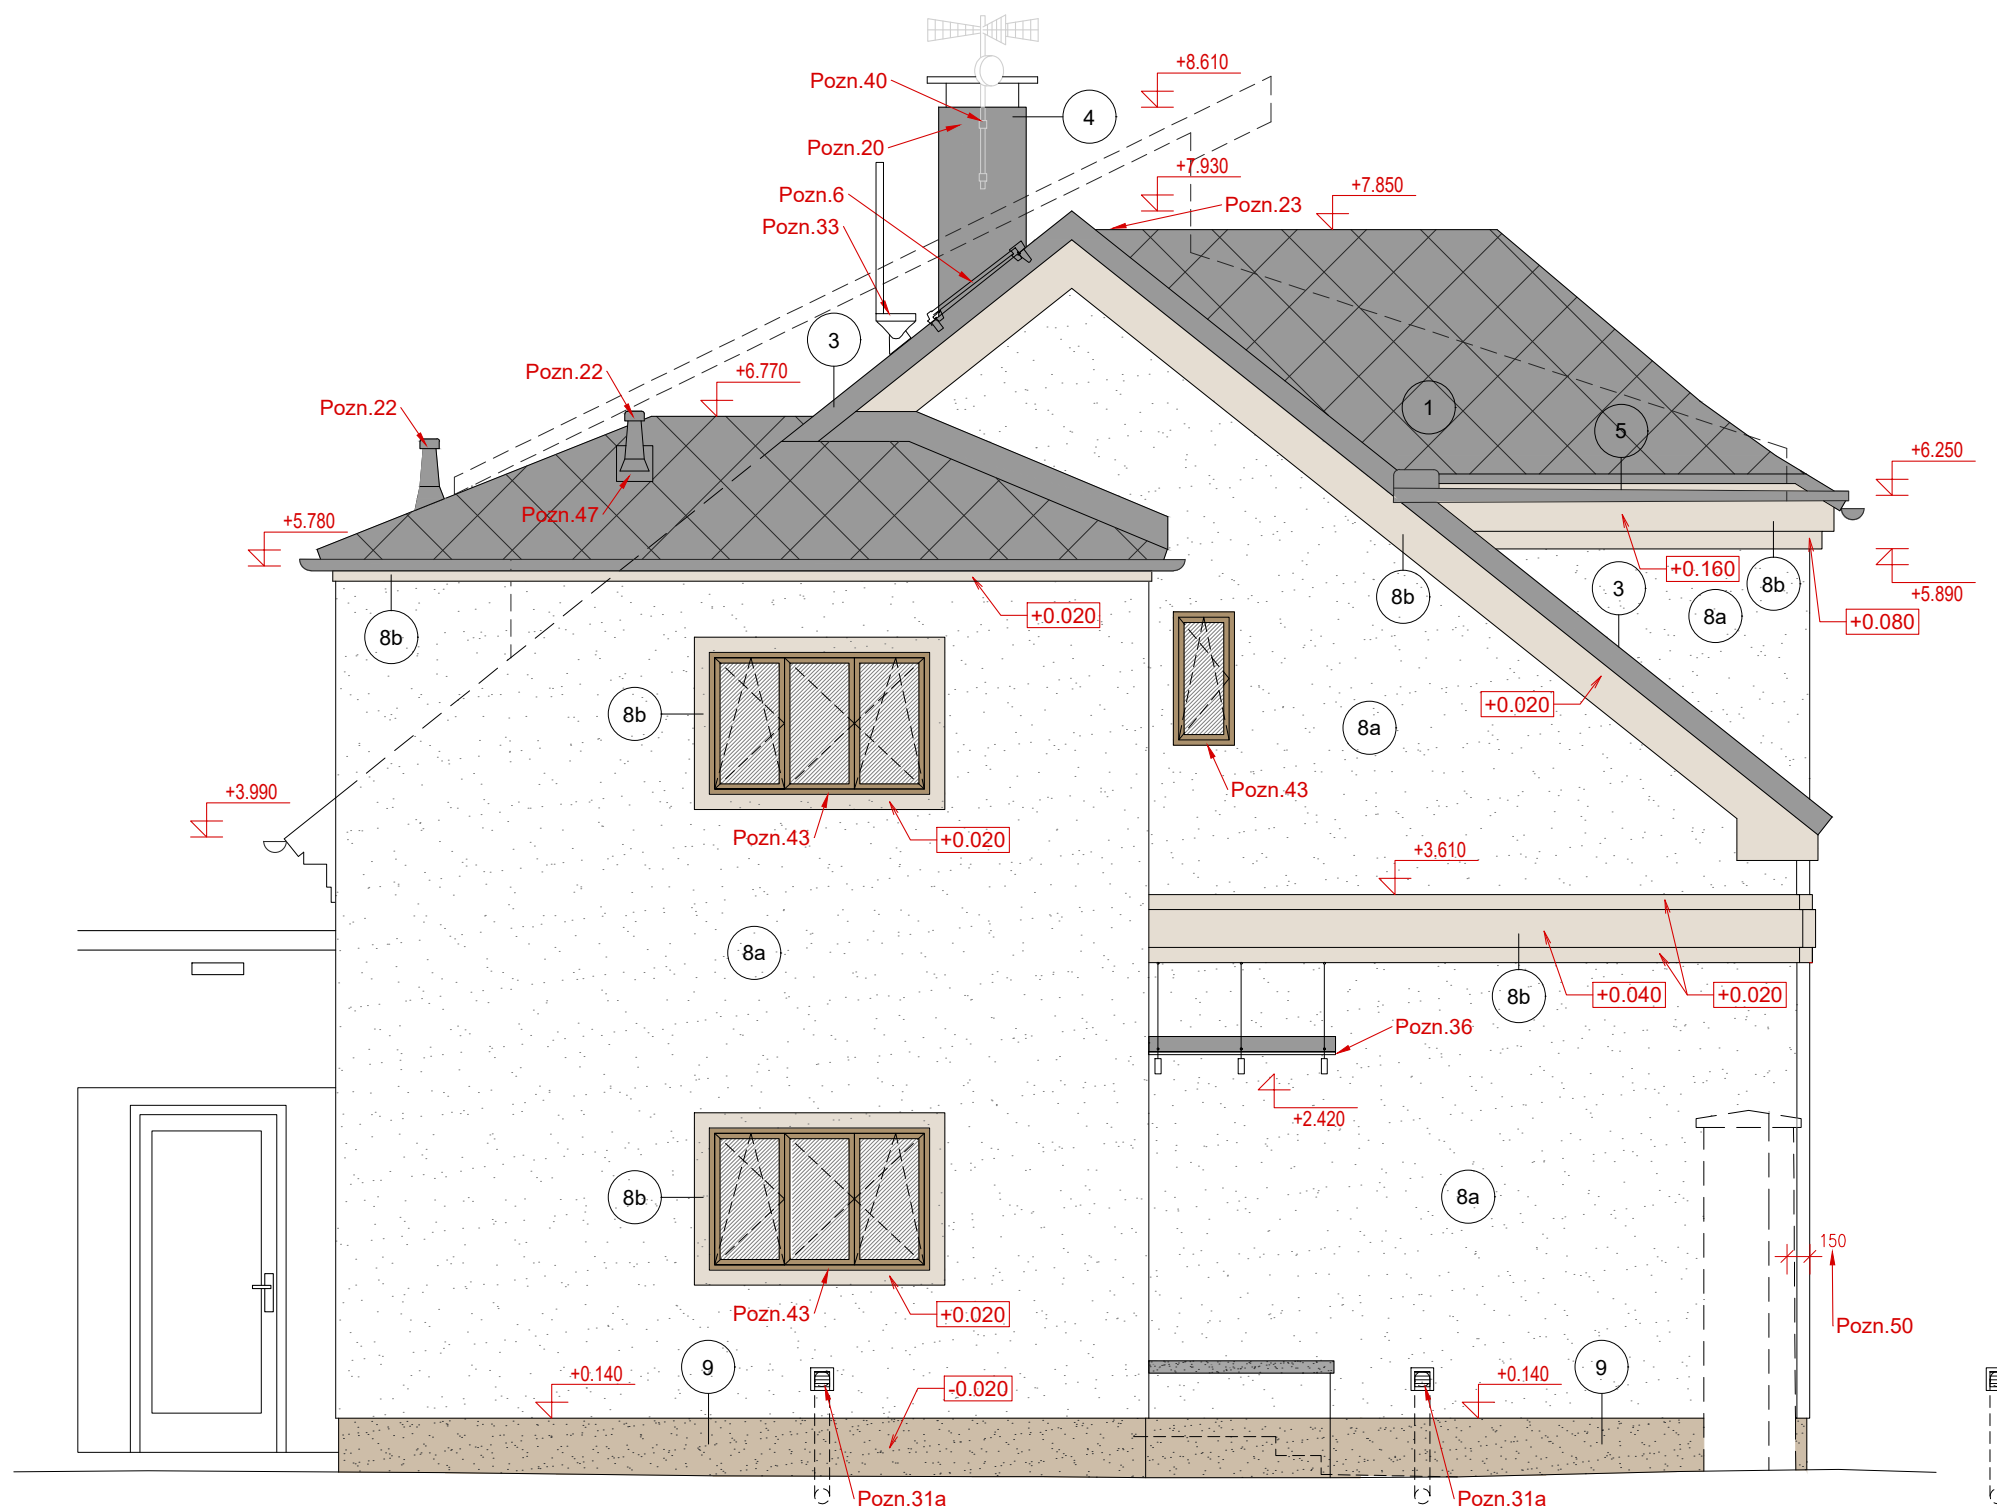 +8.610
Pozn.40
4
Pozn.20
+7.930
+7.850
Pozn.6
Pozn.23
Pozn.33
3
Pozn.22
+6.770
Pozn.22
1
5
+6.250
Pozn.47
+5.780
+0.160
8b
3
+5.890
8b
8b
+0.020
8a
+0.080
8b
+0.020
8a
Pozn.43
+3.990
Pozn.43
+0.020
+3.610
8a
8b
+0.040
+0.020
Pozn.36
+2.420
8b
8a
150
Pozn.43
+0.020
Pozn.50
+0.140
9
-0.020
+0.140
9
Pozn.31a
Pozn.31a